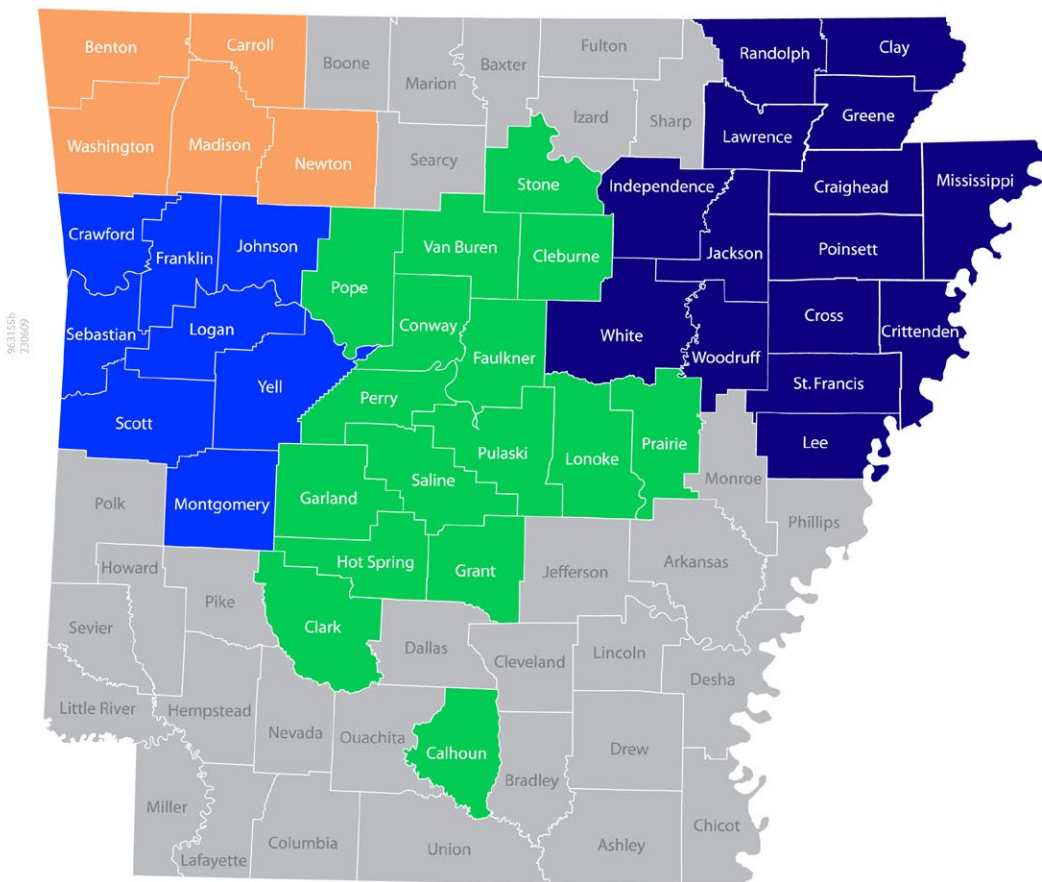 Benton
Carroll
Boone
Marion
Baxter
Fulton
Randolph
Clay
Izard
Sharp
Lawrence
Greene
Washington
Madison
Newton
Searcy
Stone
Independence
Craighead
Mississippi
Crawford
Franklin
Johnson
Van Buren
Cleburne
Jackson
Poinsett
Pope
Sebastian
Logan
Conway
Faulkner
White
Woodruff
Cross
Crittenden
963155b
230609
Yell
Perry
St. Francis
Scott
Pulaski
Lonoke
Prairie
Lee
Montgomery
Garland
Saline
Monroe
Polk
Phillips
Howard
Hot Spring
Grant
Jefferson
Arkansas
Pike
Sevier
Clark
Dallas
Cleveland
Lincoln
Desha
Little River
Hempstead
Nevada
Ouachita
Calhoun
Bradley
Drew
Miller
Lafayette
Columbia
Union
Ashley
Chicot